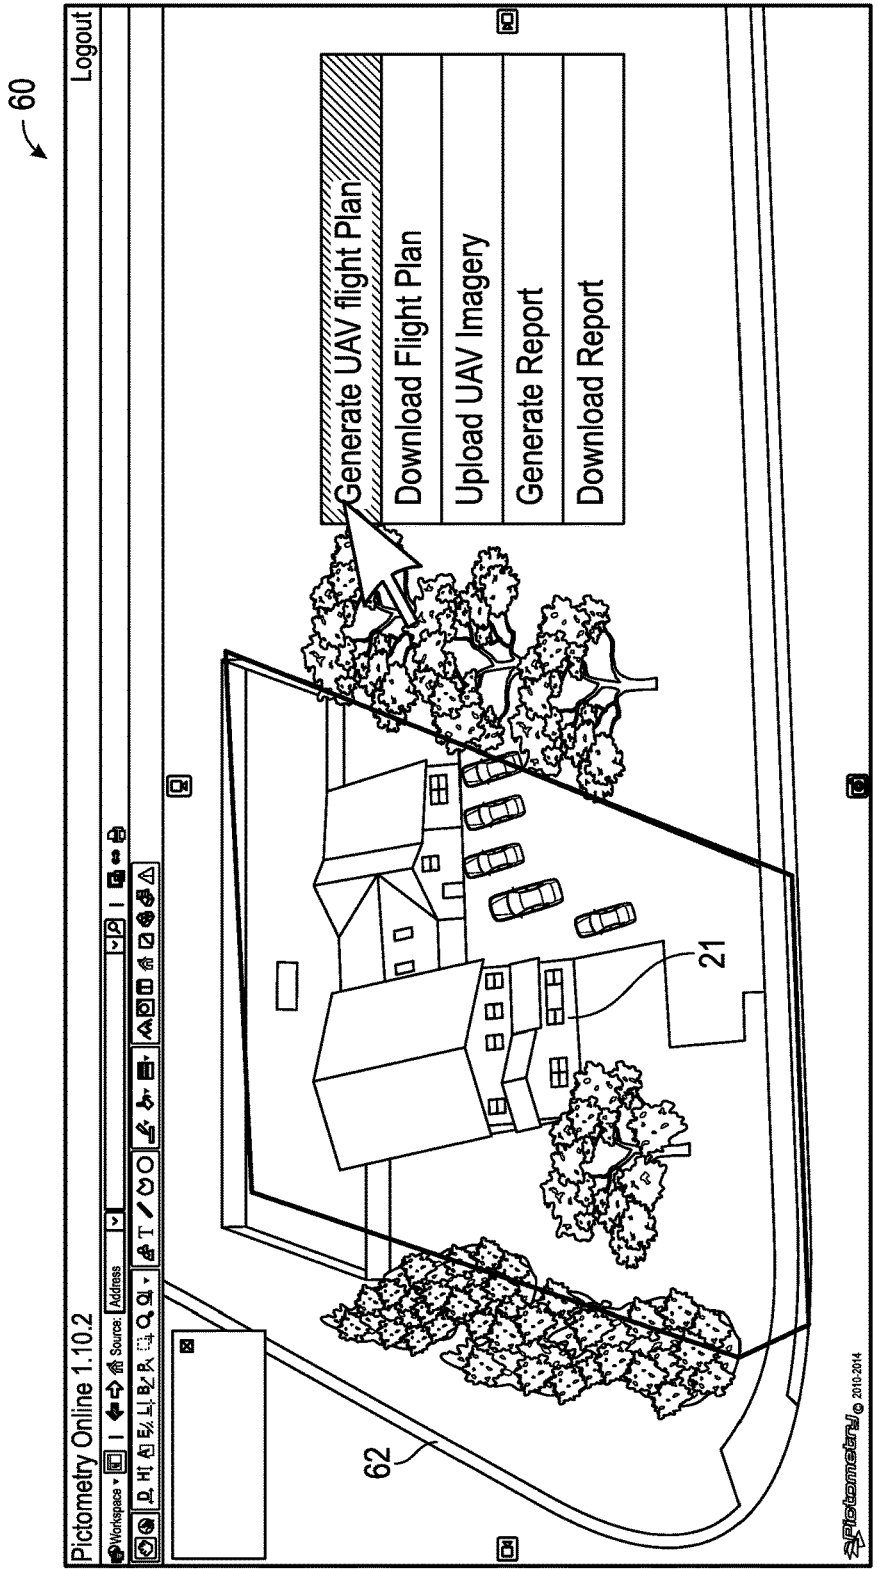 60
Pictometry Online 1.10.2
Logout
Workspace
Source:
Address
D H A E L B P
T
Generate UAV flight Plan
Download Flight Plan
Upload UAV Imagery
Generate Report
Download Report
21
62
Pictometry © 2010-2014